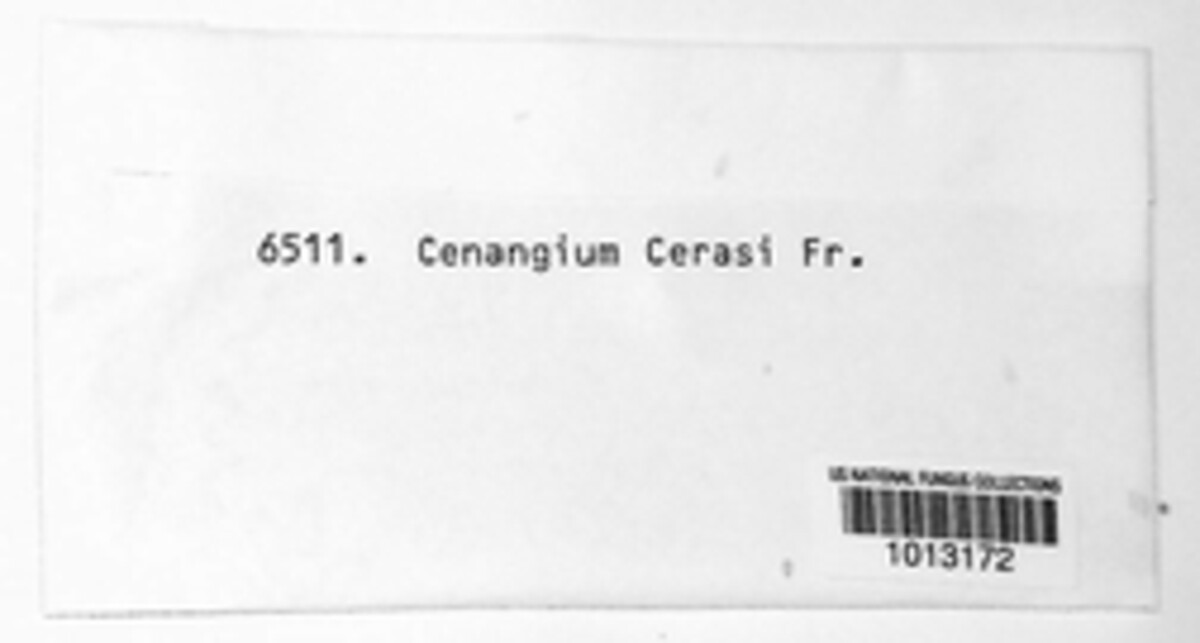 6511. Cenangium Cerasi Fr.
US NATIONAL FUNGUS COLLECTIONS
1013172